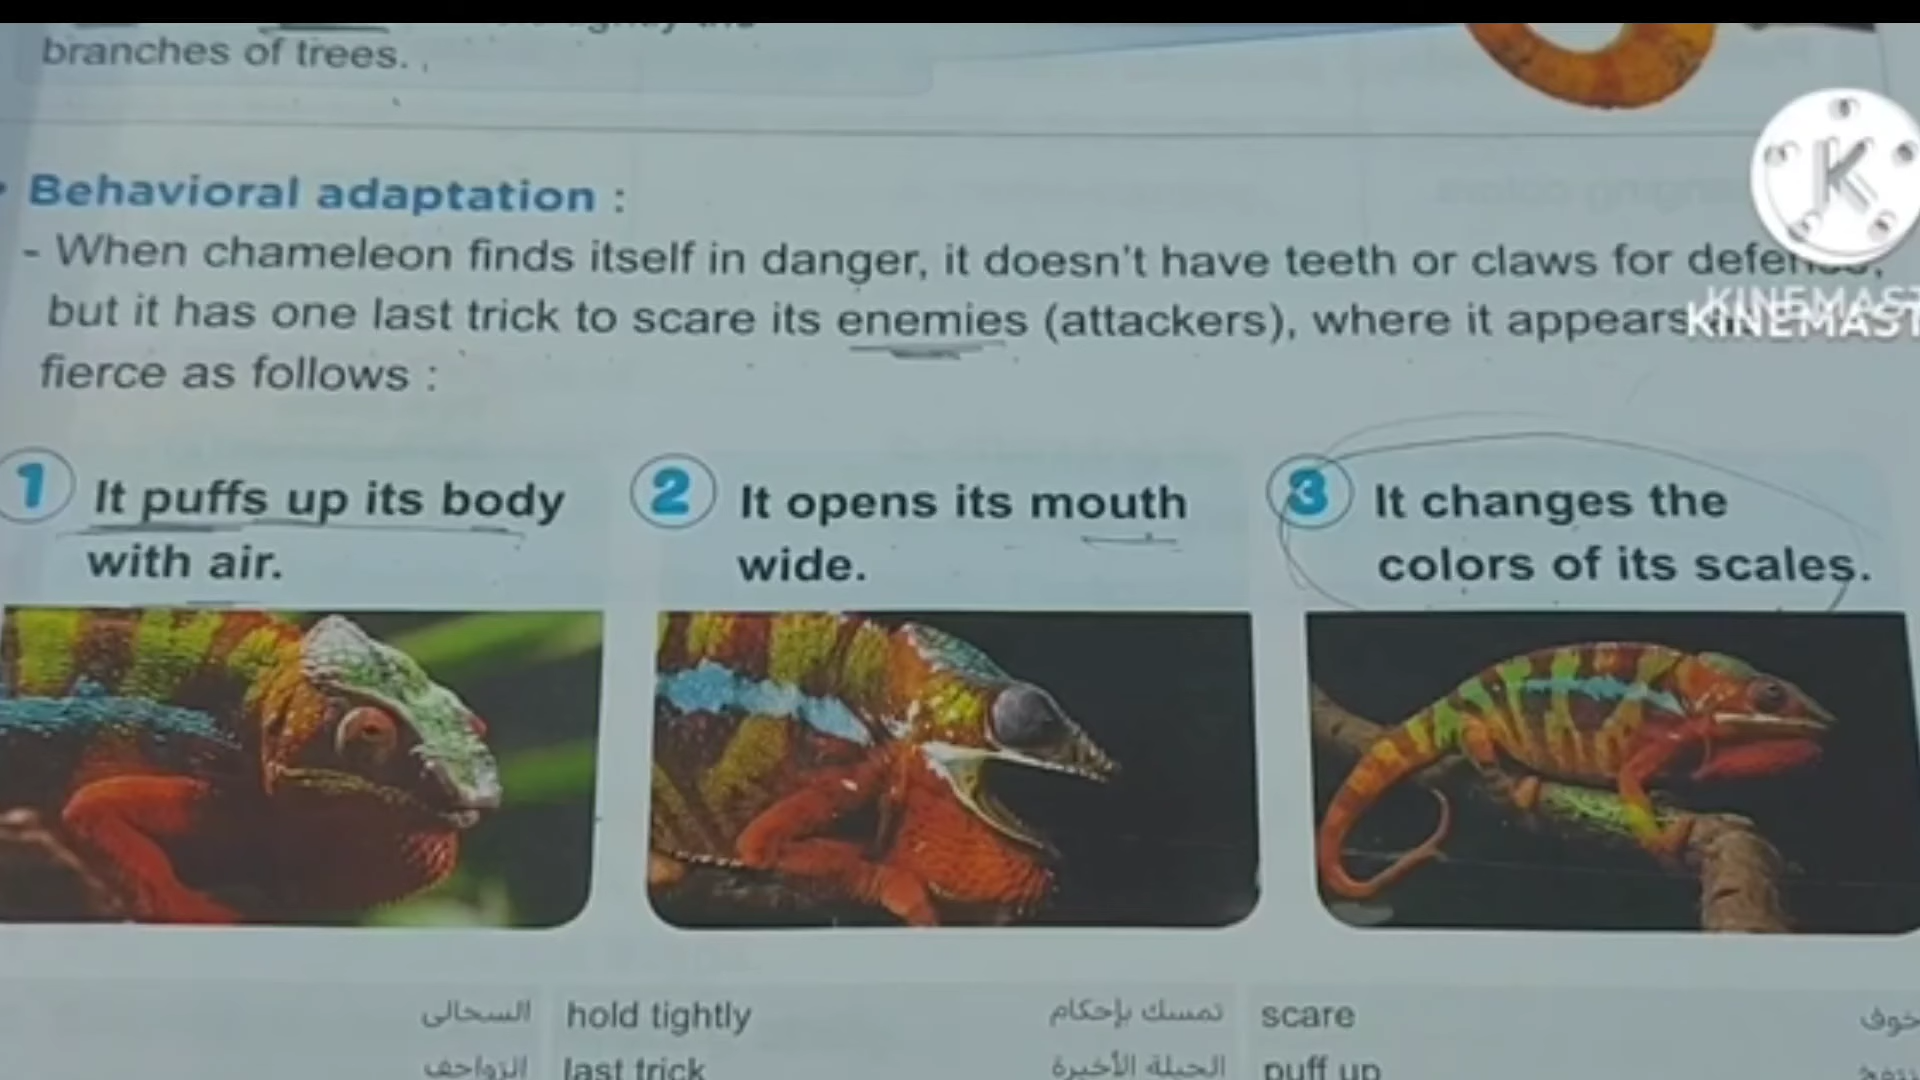 branches of trees.
Behavioral adaptation :
- When chameleon finds itself in danger, it doesn't have teeth or claws for defense,
but it has one last trick to scare its enemies (attackers), where it appears
fierce as follows :
1 It puffs up its body
with air.
2 It opens its mouth
wide.
3 It changes the
colors of its scales.
السحالى hold tightly تمسك بإحكام scare
الزواحف last trick الحيلة الأخيرة puff up
K
KINEMAST